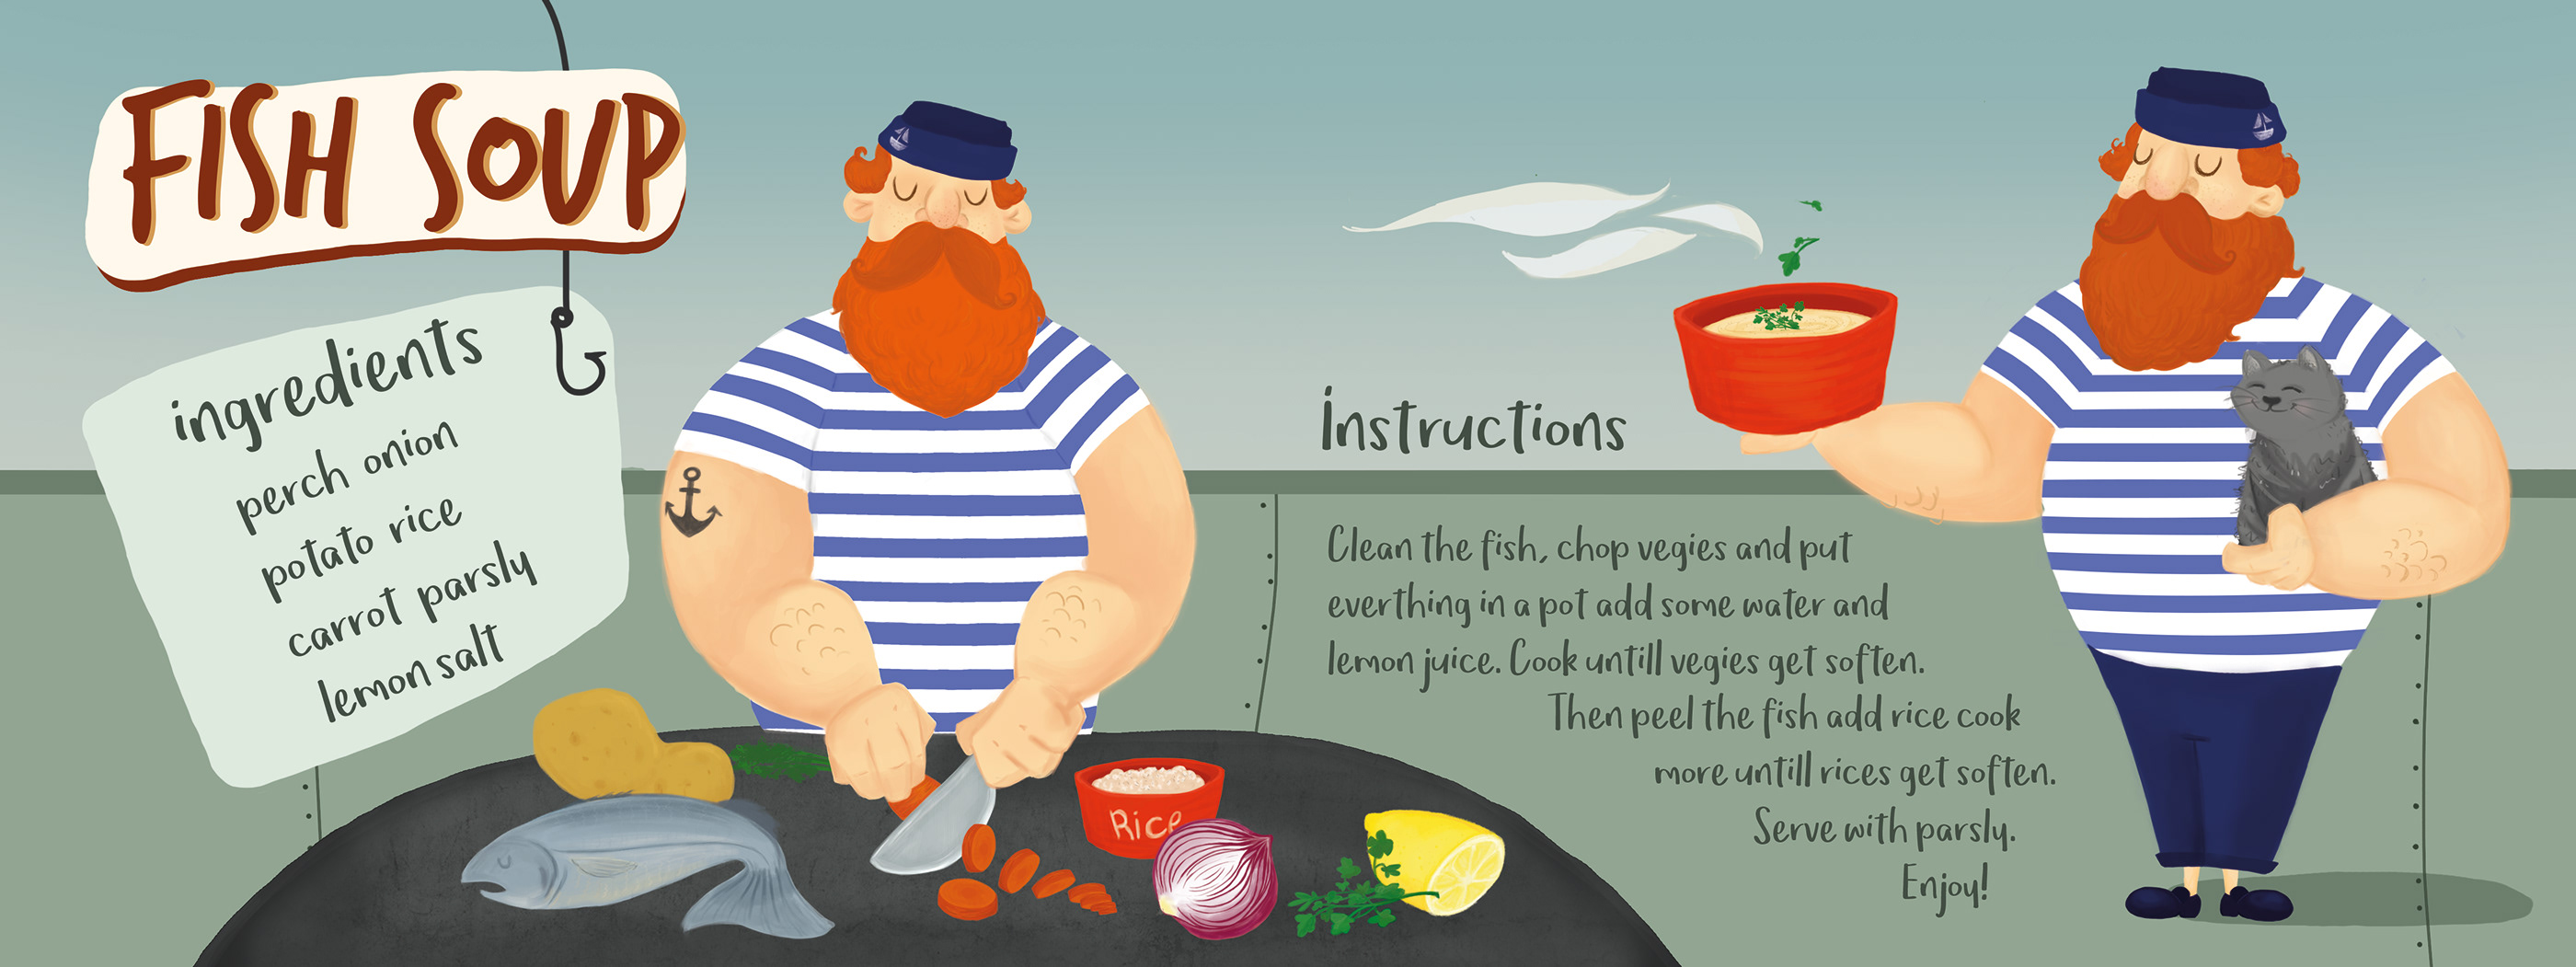 FISH SOUP
ingredients
perch onion
potato rice
carrot parsly
lemon salt
Rice
instructions
Clean the fish, chop vegies and put
everthing in a pot add some water and
lemon juice. Cook untill vegies get soften.
Then peel the fish add rice cook
more untill rices get soften.
Serve with parsly.
Enjoy!